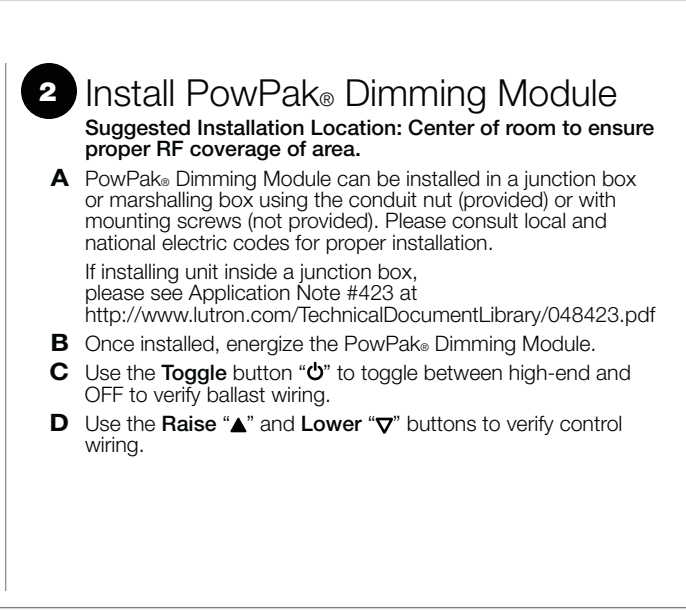 2 Install PowPak® Dimming Module
Suggested Installation Location: Center of room to ensure
proper RF coverage of area.
A PowPak® Dimming Module can be installed in a junction box
or marshalling box using the conduit nut (provided) or with
mounting screws (not provided). Please consult local and
national electric codes for proper installation.
If installing unit inside a junction box,
please see Application Note #423 at
http://www.lutron.com/TechnicalDocumentLibrary/048423.pdf
B Once installed, energize the PowPak® Dimming Module.
C Use the Toggle button “⏻” to toggle between high-end and
OFF to verify ballast wiring.
D Use the Raise “▲” and Lower “▽” buttons to verify control
wiring.